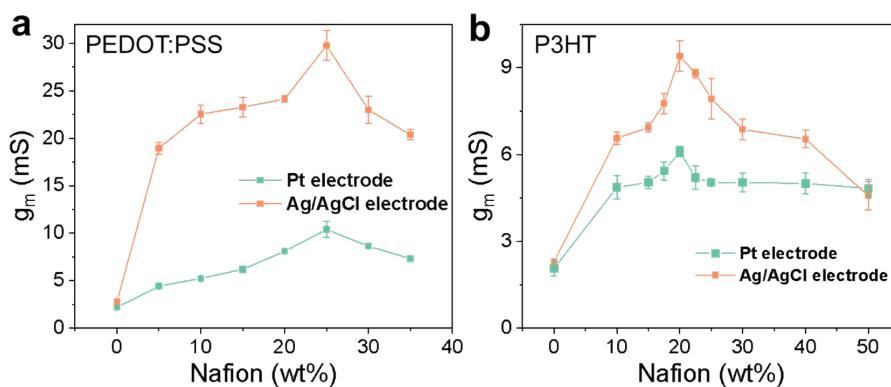 a
PEDOT:PSS
30
25
20
15
10
5
0
gm (mS)
Pt electrode
Ag/AgCl electrode
0 10 20 30 40
Nafion (wt%)
b
P3HT
9
6
3
0
gm (mS)
Pt electrode
Ag/AgCl electrode
0 10 20 30 40 50
Nafion (wt%)